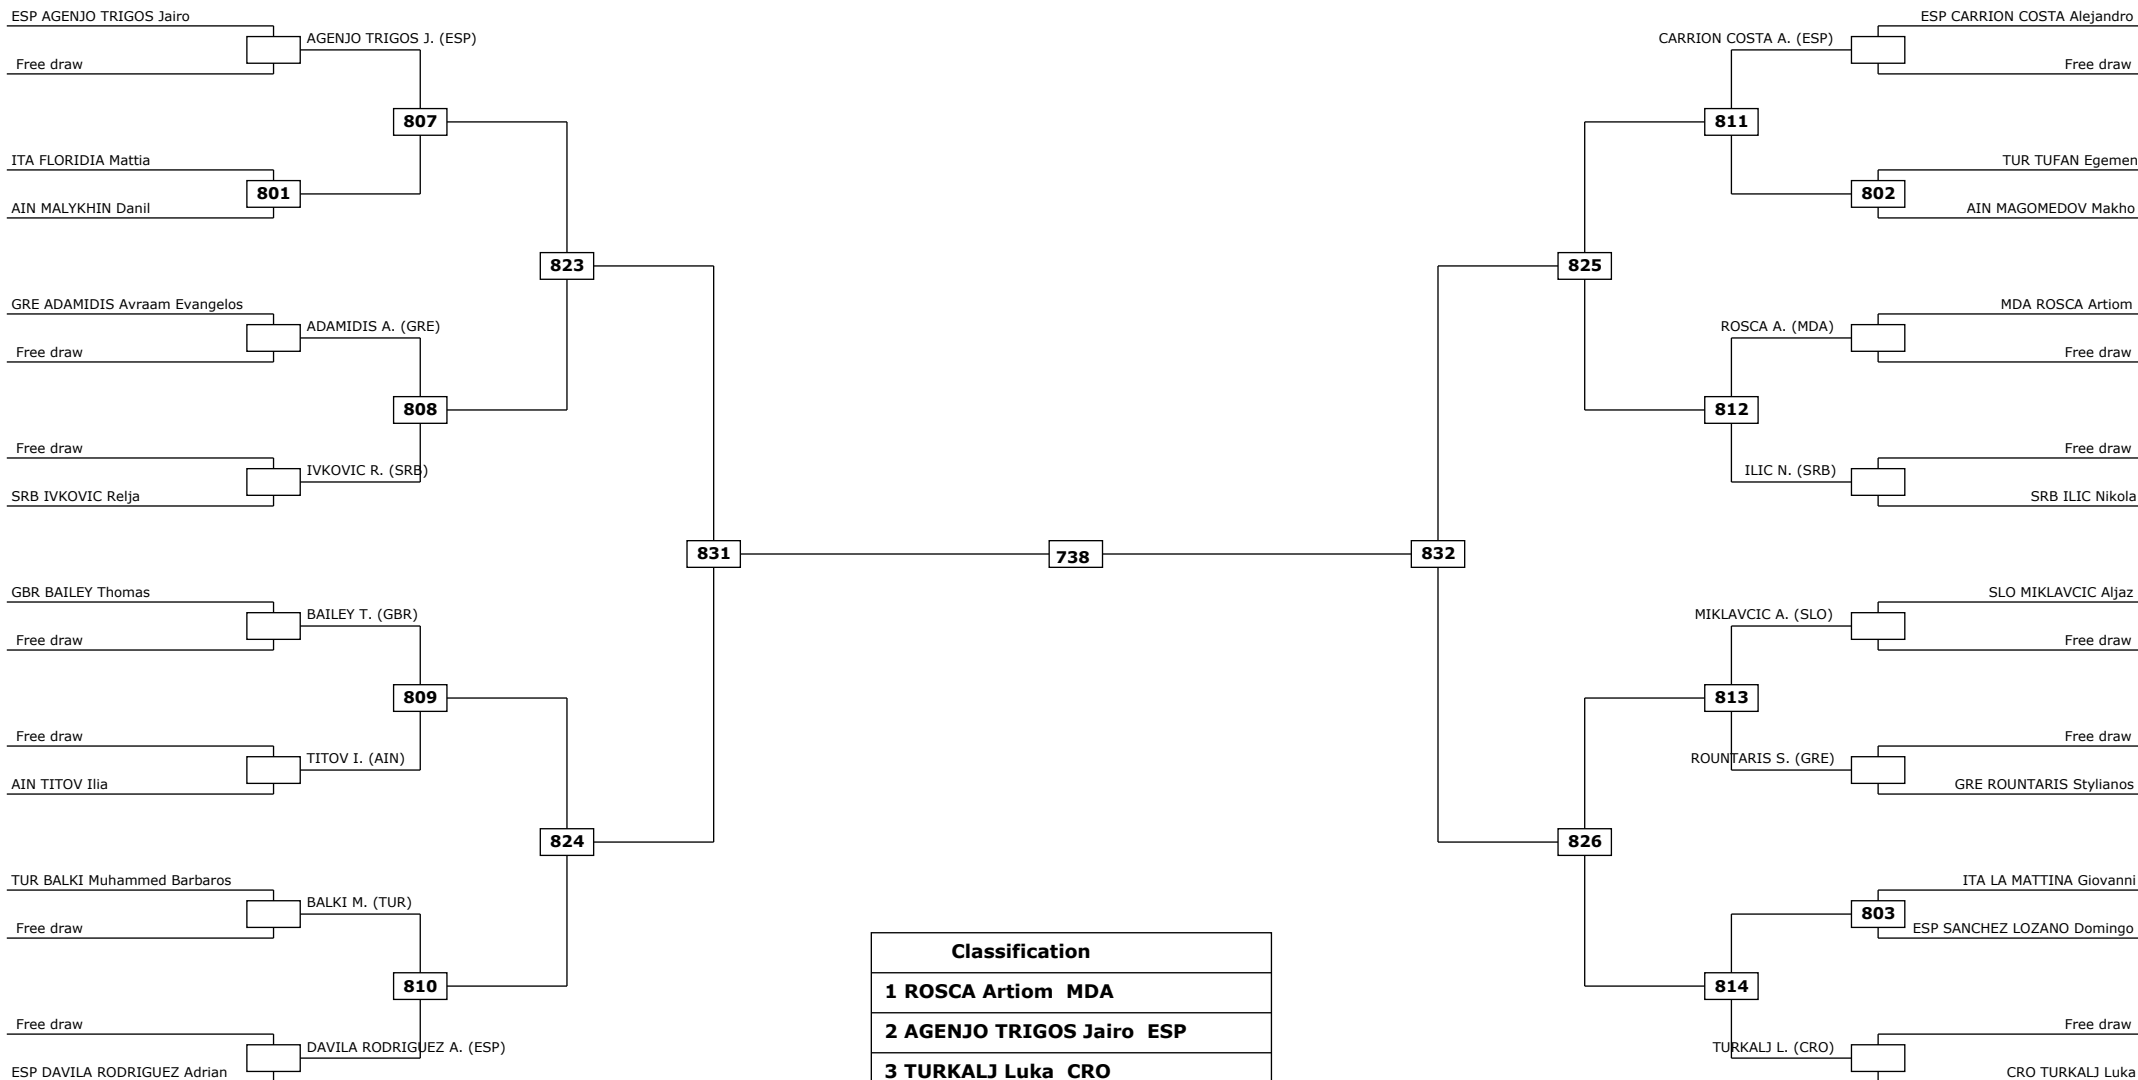 ESP AGENJO TRIGOS Jairo
AGENJO TRIGOS J. (ESP)
Free draw
807
ITA FLORIDIA Mattia
801
AIN MALYKHIN Danil
823
GRE ADAMIDIS Avraam Evangelos
ADAMIDIS A. (GRE)
Free draw
808
Free draw
IVKOVIC R. (SRB)
SRB IVKOVIC Relja
831
GBR BAILEY Thomas
BAILEY T. (GBR)
Free draw
809
Free draw
TITOV I. (AIN)
AIN TITOV Ilia
824
TUR BALKI Muhammed Barbaros
BALKI M. (TUR)
Free draw
810
Free draw
DAVILA RODRIGUEZ A. (ESP)
ESP DAVILA RODRIGUEZ Adrian
738
ESP CARRION COSTA Alejandro
CARRION COSTA A. (ESP)
Free draw
811
TUR TUFAN Egemen
802
AIN MAGOMEDOV Makho
825
MDA ROSCA Artiom
ROSCA A. (MDA)
Free draw
812
Free draw
ILIC N. (SRB)
SRB ILIC Nikola
832
SLO MIKLAVCIC Aljaz
MIKLAVCIC A. (SLO)
Free draw
813
Free draw
ROUNTARIS S. (GRE)
GRE ROUNTARIS Stylianos
826
ITA LA MATTINA Giovanni
803
ESP SANCHEZ LOZANO Domingo
814
Free draw
TURKALJ L. (CRO)
CRO TURKALJ Luka
Classification
1 ROSCA Artiom MDA
2 AGENJO TRIGOS Jairo ESP
3 TURKALJ Luka CRO